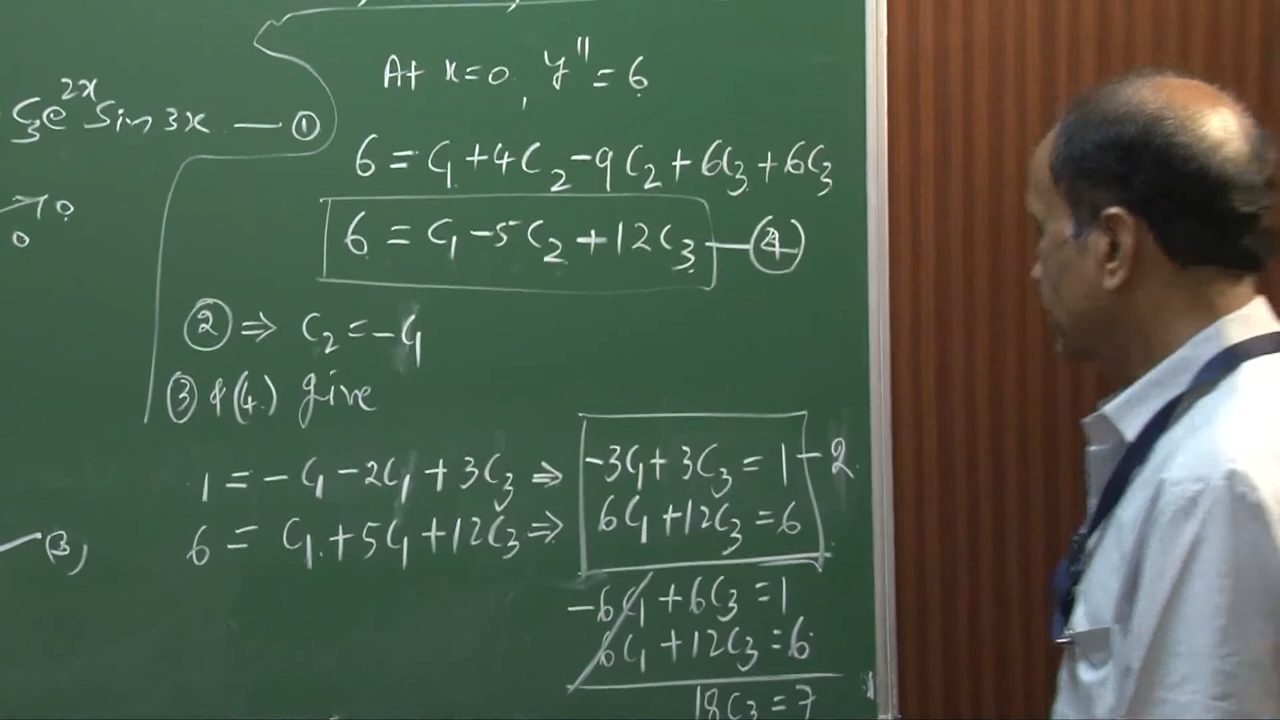 C₃e^{2x} Sin 3x — ①
At x=0, y''=6
6 = C₁+4C₂-9C₂+6C₃+6C₃
6 = C₁-5C₂+12C₃ — ④
0
0
② ⇒ C₂=-C₁
③ & (4.) give
1 = -C₁-2C₁+3C₃ ⇒ -3C₁+3C₃=1 -2
6 = C₁+5C₁+12C₃ ⇒ 6C₁+12C₃=6
(3)
-6C₁+6C₃=1
6C₁+12C₃=6
18C₃=7